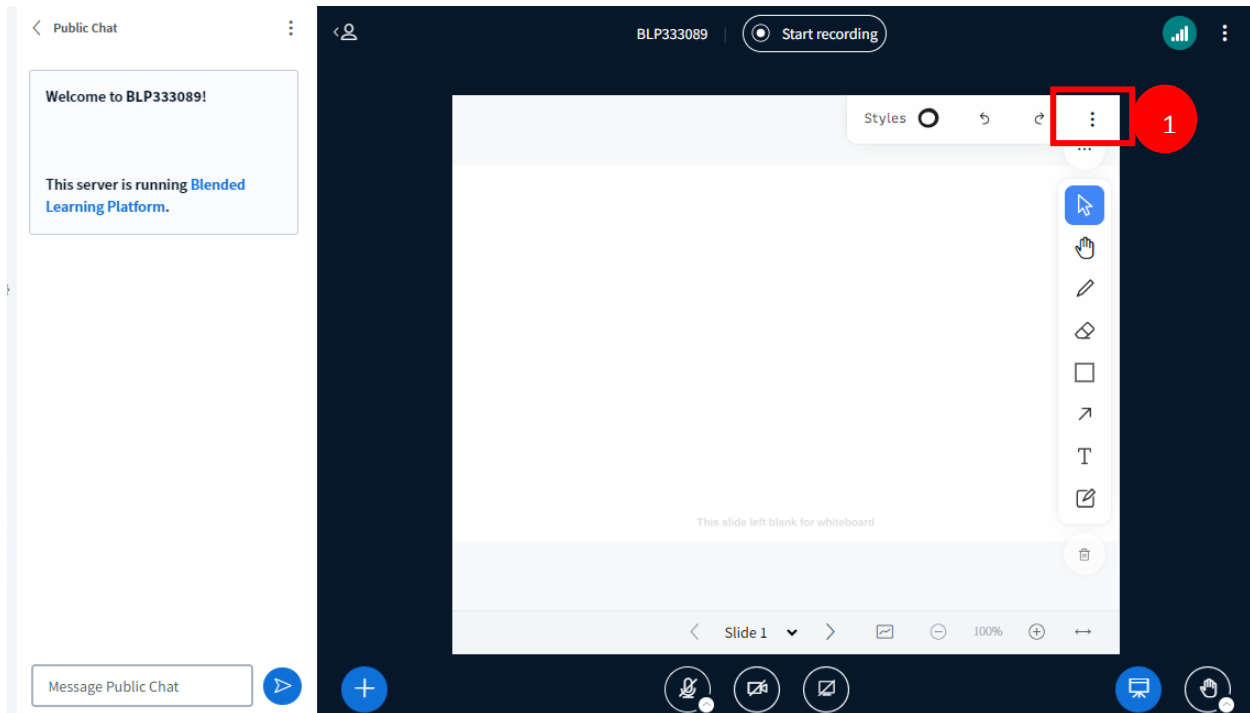 Public Chat
Welcome to BLP333089!
This server is running Blended
Learning Platform.
Message Public Chat
BLP333089
Start recording
Styles
1
T
This slide left blank for whiteboard
Slide 1
100%